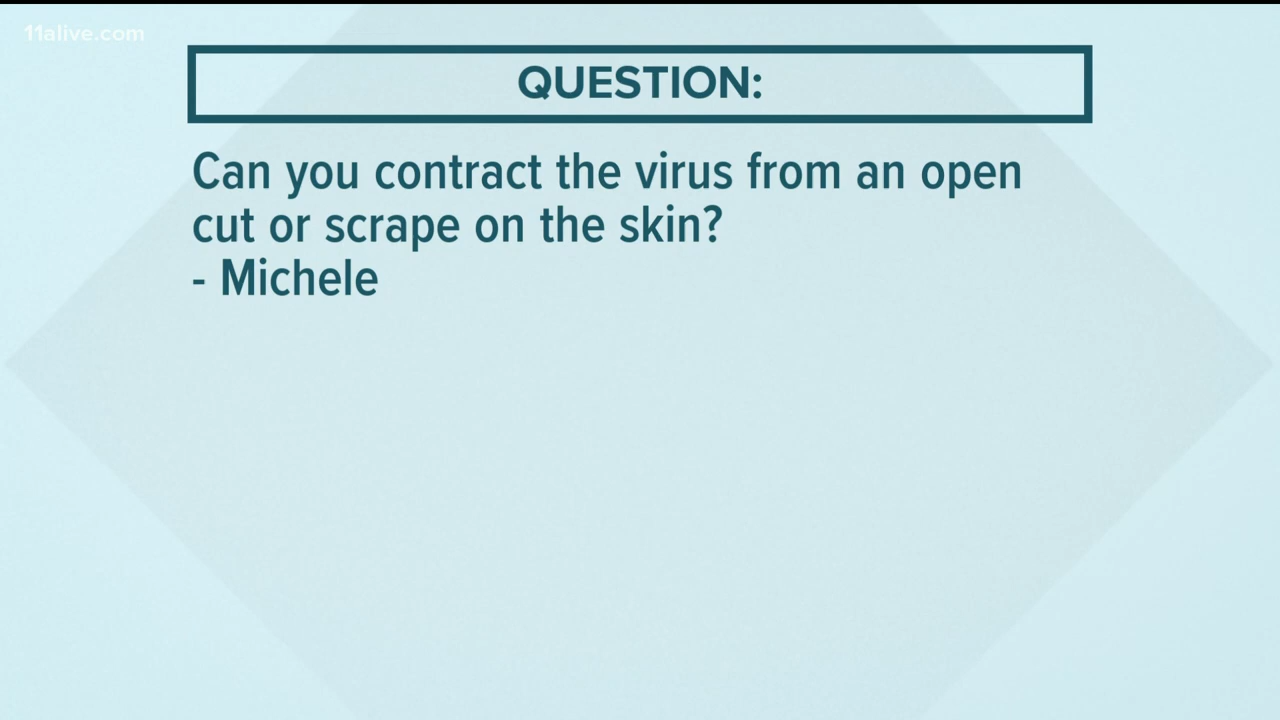 11alive.com
QUESTION:
Can you contract the virus from an open
cut or scrape on the skin?
- Michele